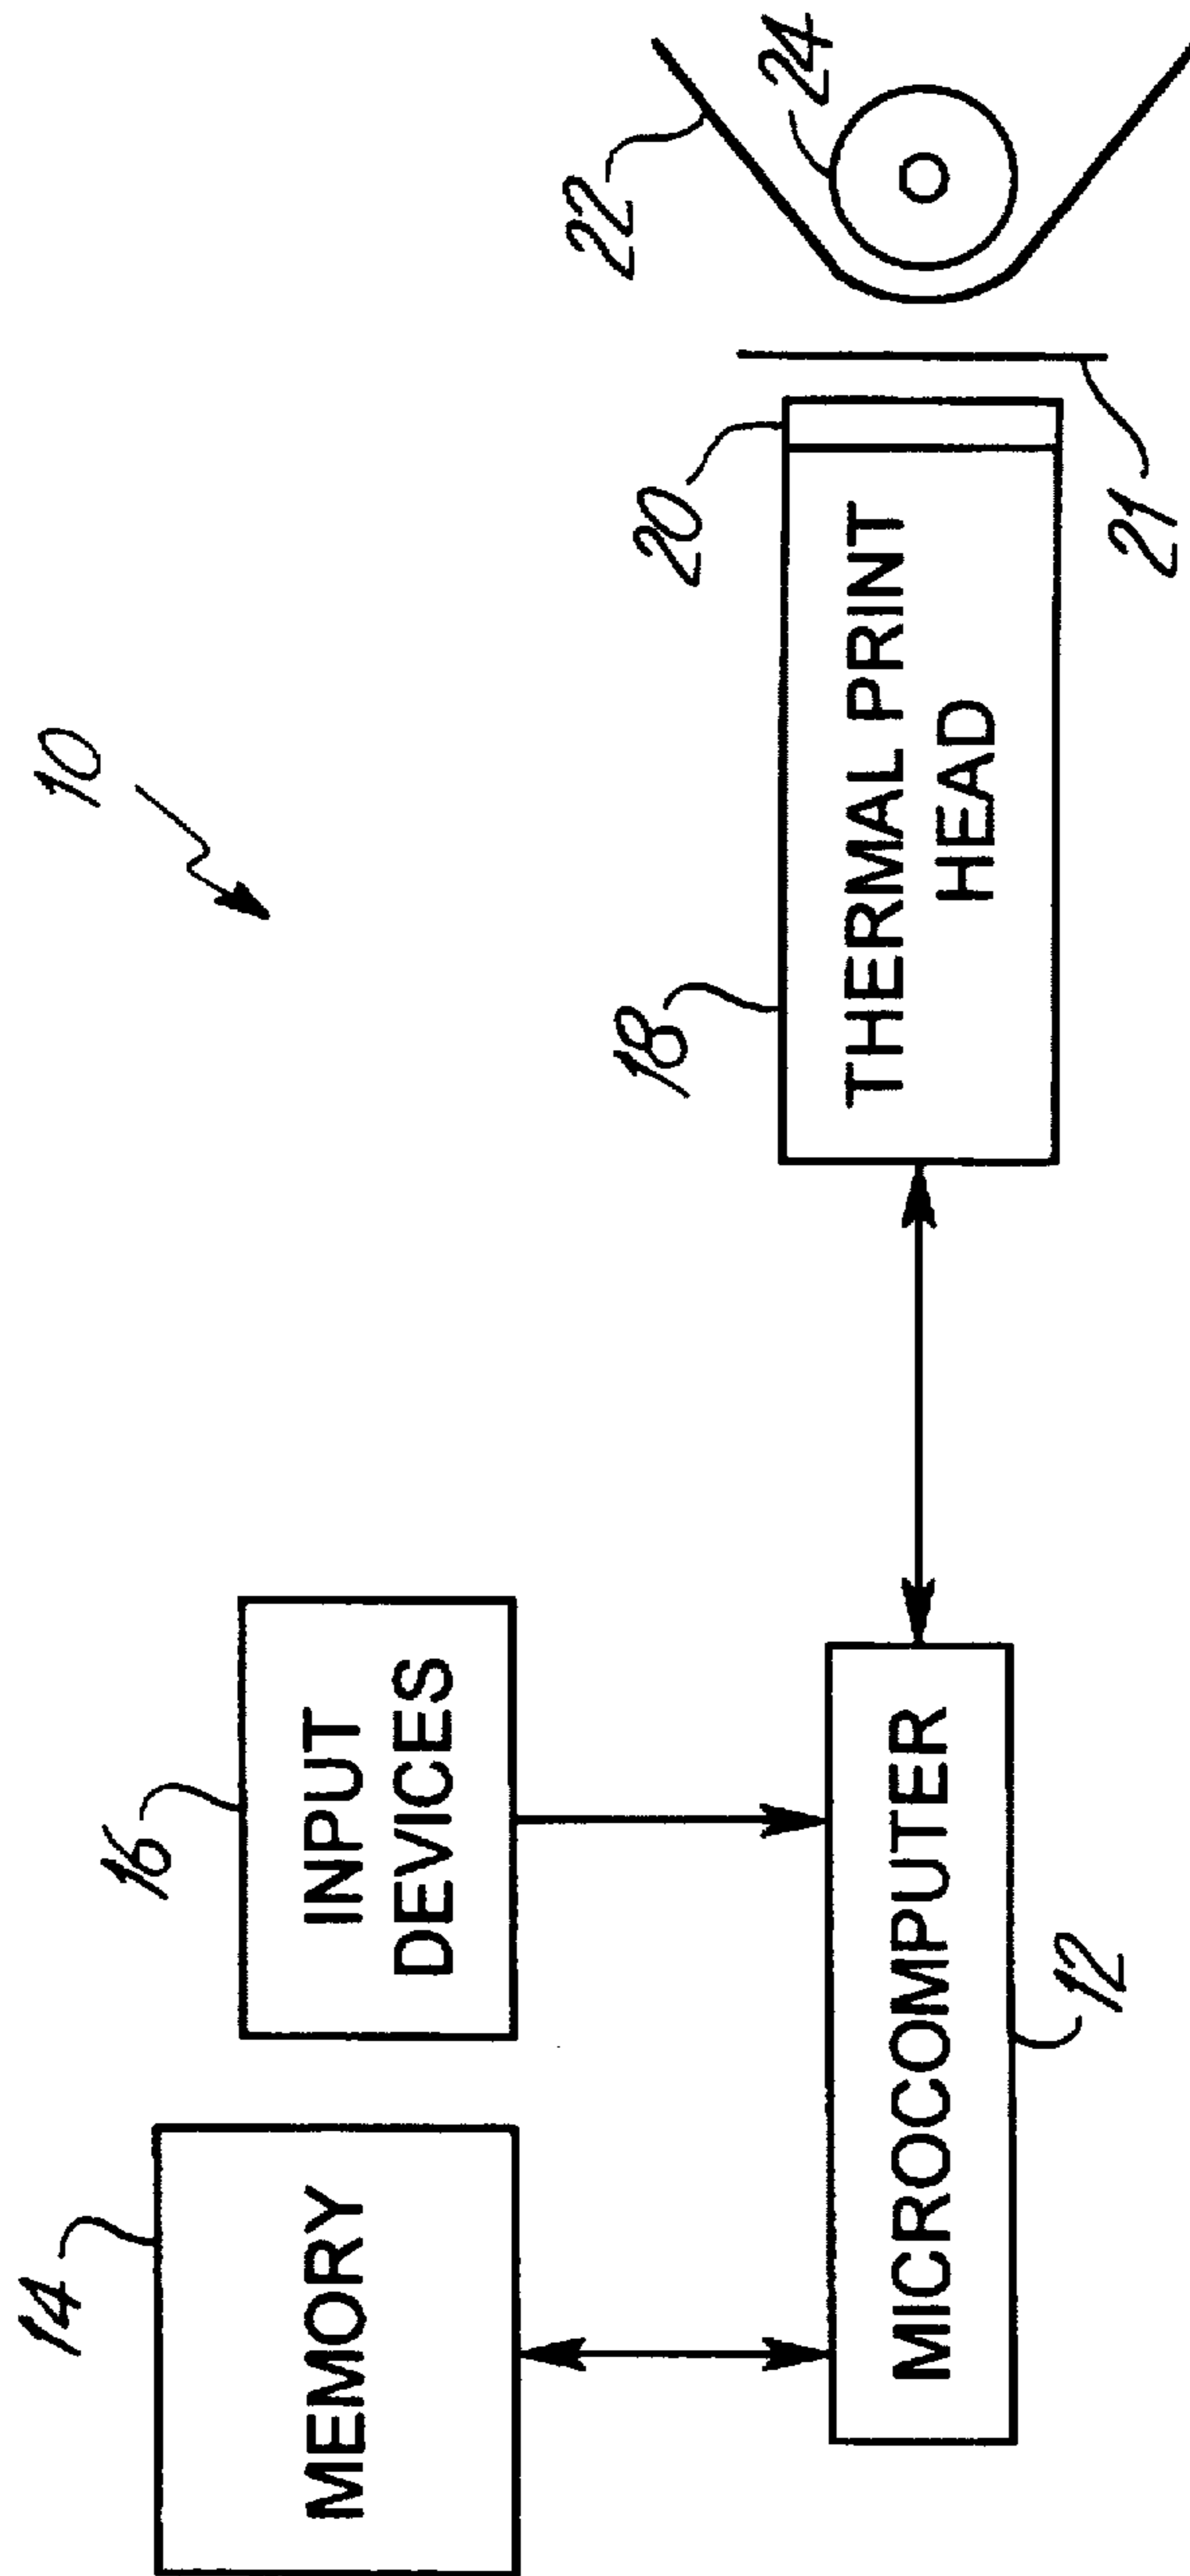 10
14
MEMORY
16
INPUT
DEVICES
MICROCOMPUTER
12
18
THERMAL PRINT
HEAD
20
21
22
24